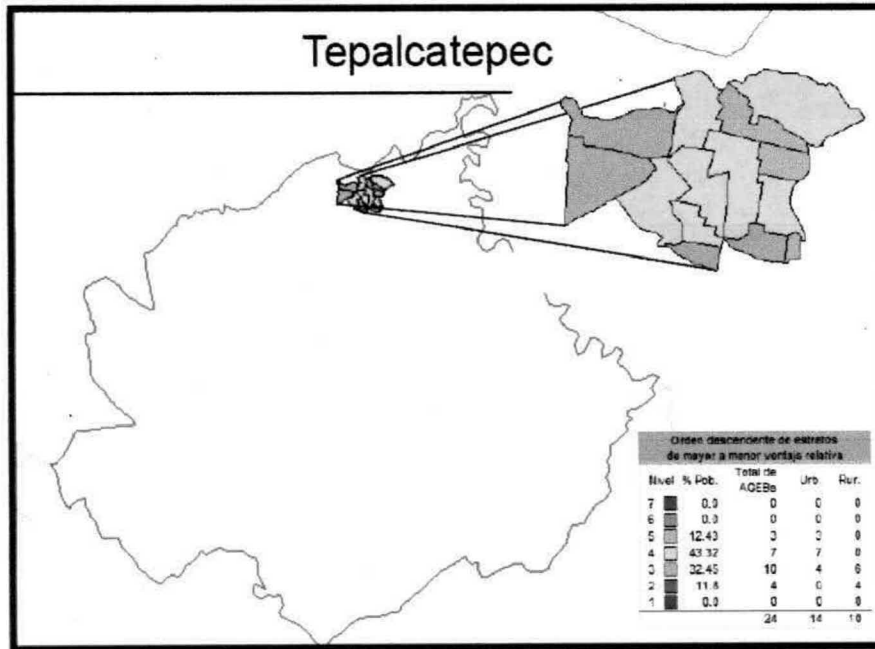 Tepalcatepec
Orden descendente de estratos
de mayor a menor ventaja relativa
Nivel % Pob. Total de AGEBs Urb. Rur.
7 0.0 0 0 0
6 0.0 0 0 0
5 12.43 3 3 0
4 43.32 7 7 0
3 32.45 10 4 6
2 11.8 4 0 4
1 0.0 0 0 0
24 14 10